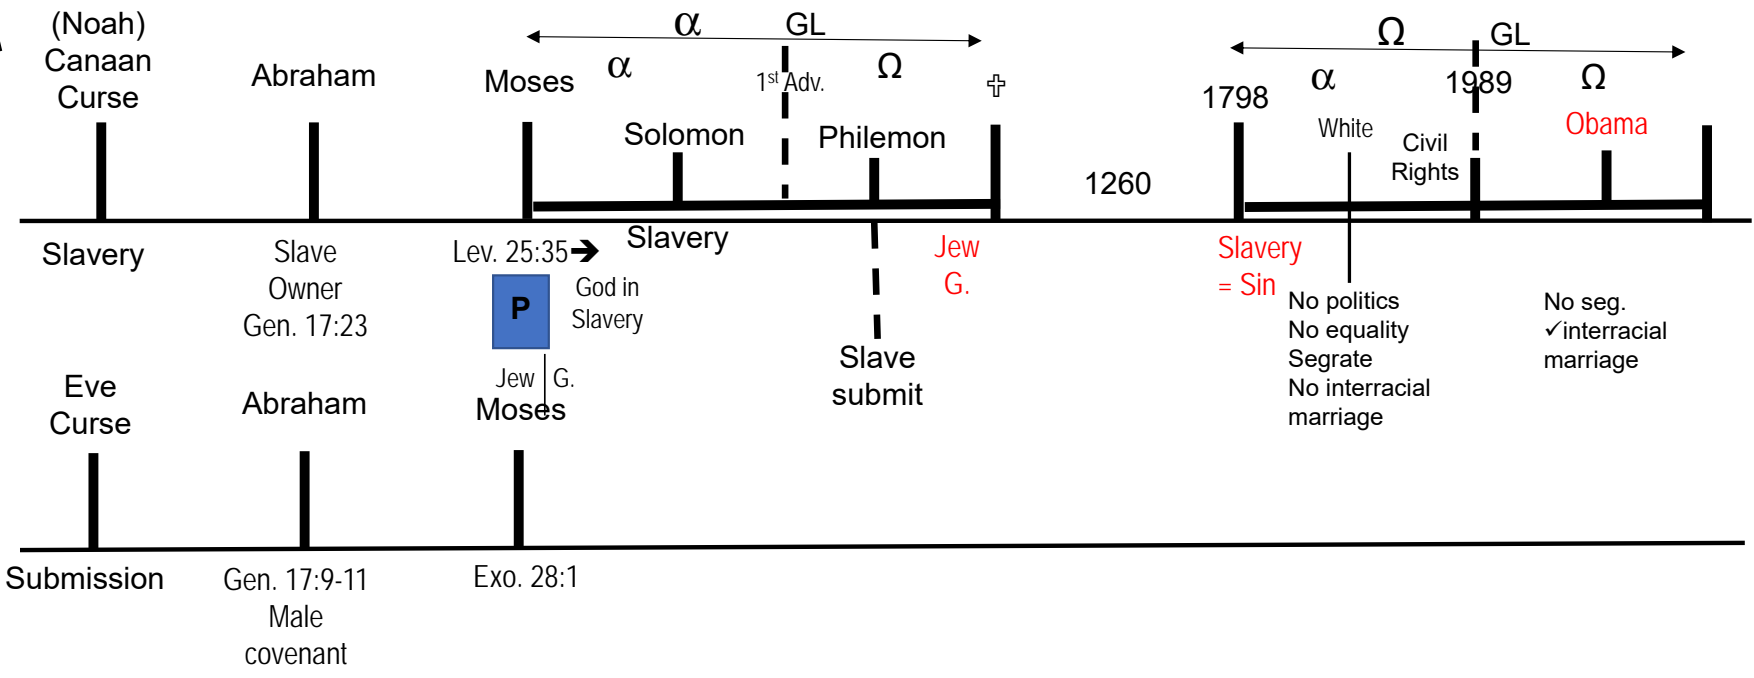 (Noah)
Canaan
Curse
Abraham
Moses
α
GL
α
1st Adv.
Ω
✞
Solomon
Philemon
1260
1798
Ω
GL
α
1989
Ω
White
Civil
Rights
Obama
Slavery
Slave
Owner
Gen. 17:23
Lev. 25:35➔
P
God in
Slavery
Jew
G.
Slavery
Slave
submit
Jew
G.
Slavery
= Sin
No politics
No equality
Segrate
No interracial
marriage
No seg.
✓interracial
marriage
Eve
Curse
Abraham
Moses
Submission
Gen. 17:9-11
Male
covenant
Exo. 28:1